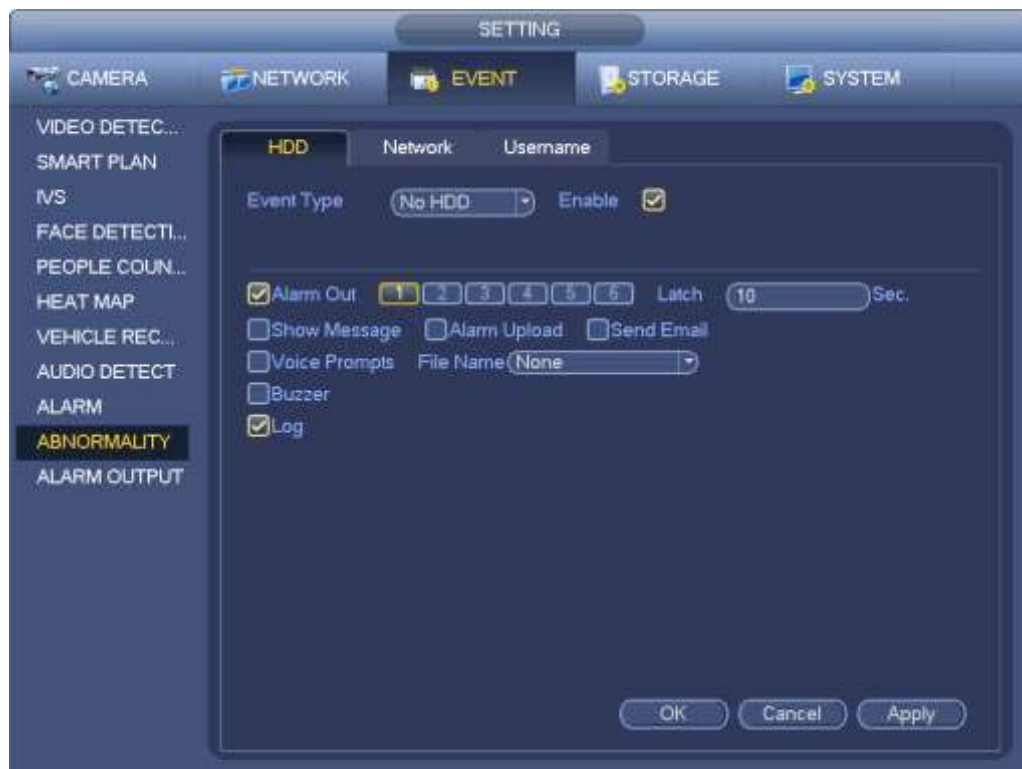 SETTING
CAMERA NETWORK EVENT STORAGE SYSTEM
VIDEO DETEC...
SMART PLAN
IVS
FACE DETECTI...
PEOPLE COUN...
HEAT MAP
VEHICLE REC...
AUDIO DETECT
ALARM
ABNORMALITY
ALARM OUTPUT
HDD Network Username
Event Type No HDD Enable
Alarm Out 1 2 3 4 5 6 Latch 10 Sec.
Show Message Alarm Upload Send Email
Voice Prompts File Name None
Buzzer
Log
OK Cancel Apply